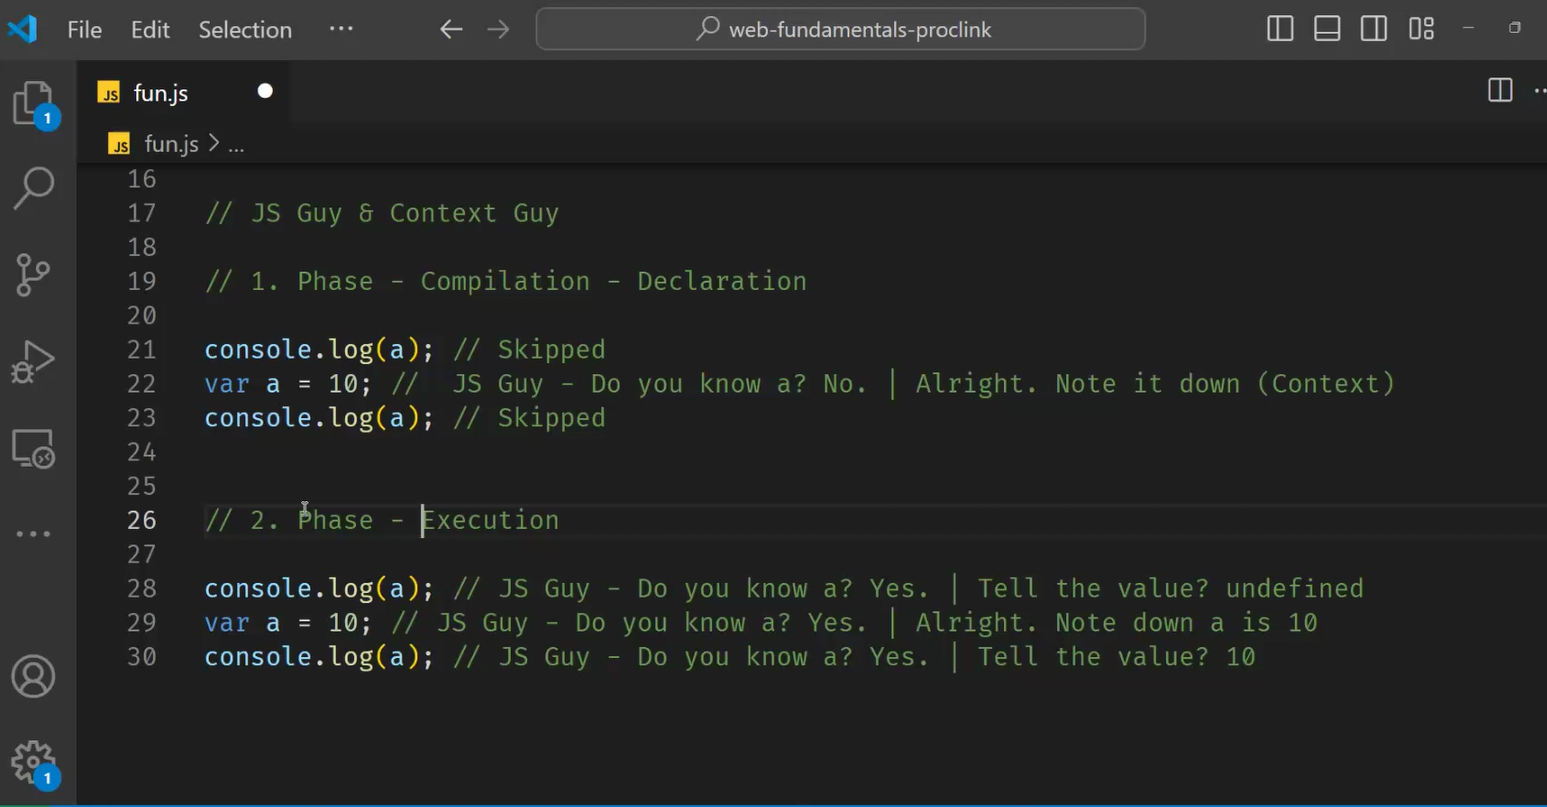 File Edit Selection ··· web-fundamentals-proclink
JS fun.js
JS fun.js > ...
1
16
17 // JS Guy & Context Guy
18
19 // 1. Phase - Compilation - Declaration
20
21 console.log(a); // Skipped
22 var a = 10; //  JS Guy - Do you know a? No. | Alright. Note it down (Context)
23 console.log(a); // Skipped
24
25
26 // 2. Phase - Execution
27
28 console.log(a); // JS Guy - Do you know a? Yes. | Tell the value? undefined
29 var a = 10; // JS Guy - Do you know a? Yes. | Alright. Note down a is 10
30 console.log(a); // JS Guy - Do you know a? Yes. | Tell the value? 10
1